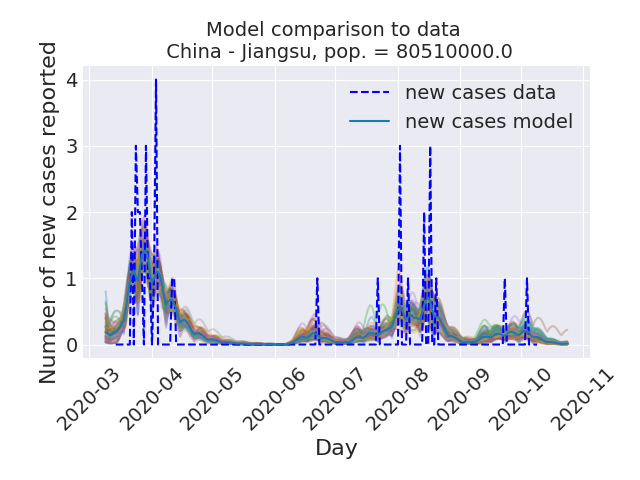 Model comparison to data
China - Jiangsu, pop. = 80510000.0
Number of new cases reported
4
3
2
1
0
new cases data
new cases model
2020-03
2020-04
2020-05
2020-06
2020-07
2020-08
2020-09
2020-10
2020-11
Day